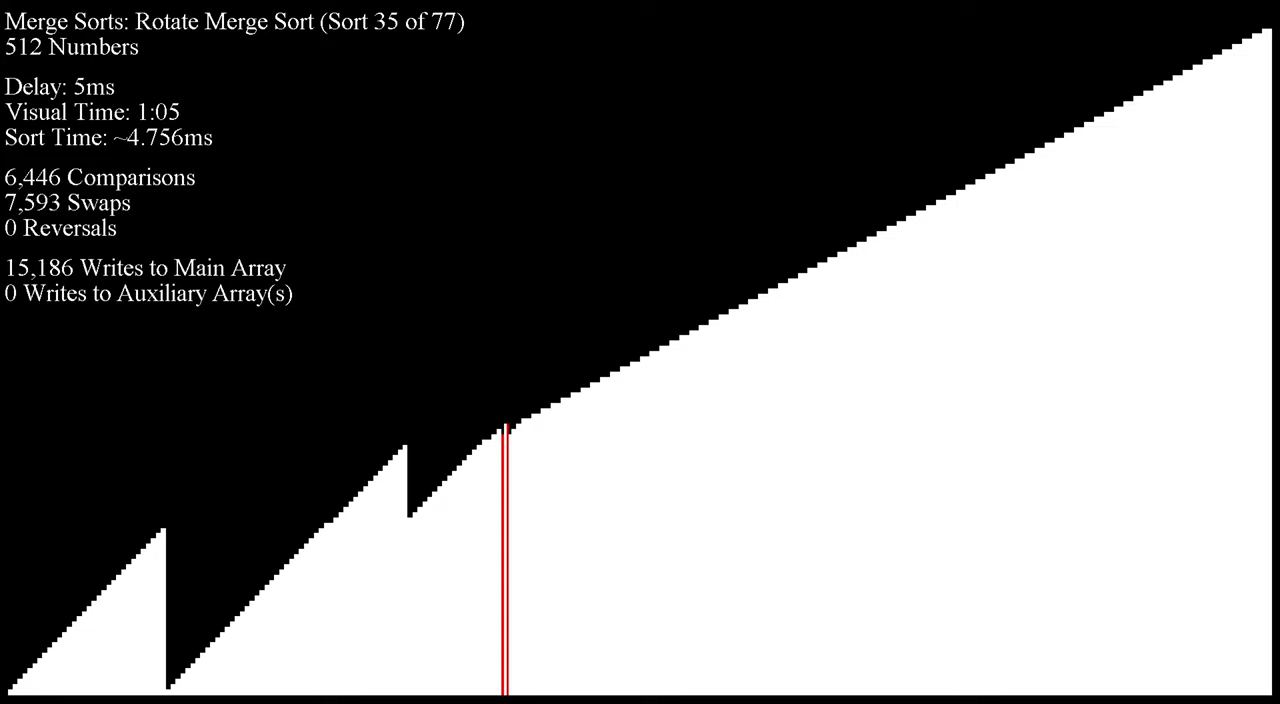 Merge Sorts: Rotate Merge Sort (Sort 35 of 77)
512 Numbers
Delay: 5ms
Visual Time: 1:05
Sort Time: ~4.756ms
6,446 Comparisons
7,593 Swaps
0 Reversals
15,186 Writes to Main Array
0 Writes to Auxiliary Array(s)